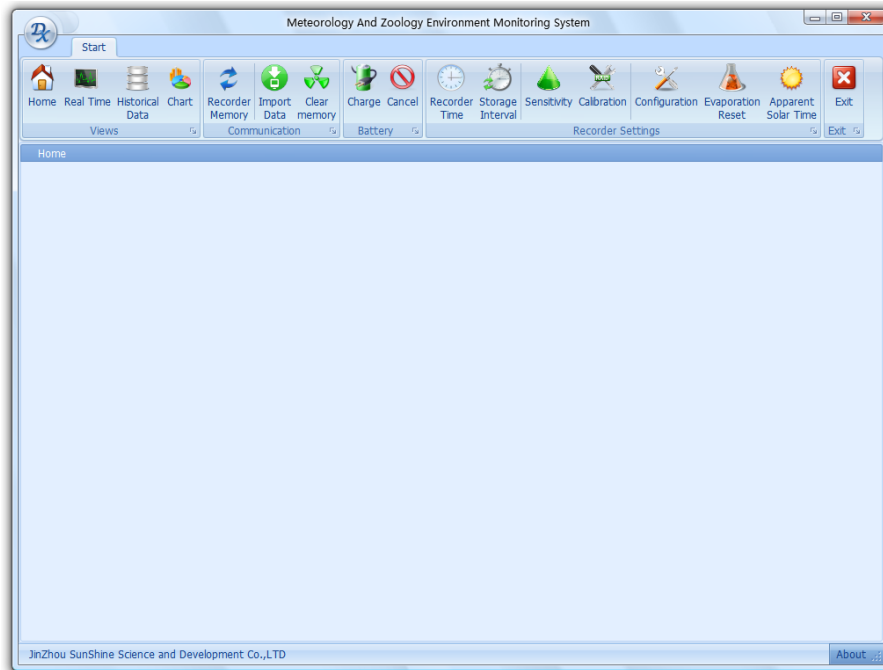 Meteorology And Zoology Environment Monitoring System
DX
Start
Home Real Time Historical Data Chart
Recorder Memory Import Data Clear memory
Charge Cancel
Recorder Time Storage Interval Sensitivity Calibration Configuration Evaporation Reset Apparent Solar Time
Exit
Views Communication Battery Recorder Settings Exit
Home
JinZhou SunShine Science and Development Co.,LTD
About